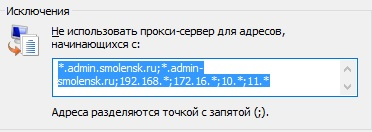 Исключения
Не использовать прокси-сервер для адресов,
начинающихся с:
*.admin.smolensk.ru;*.admin-
smolensk.ru;192.168.*;172.16.*;10.*;11.*
Адреса разделяются точкой с запятой (;).